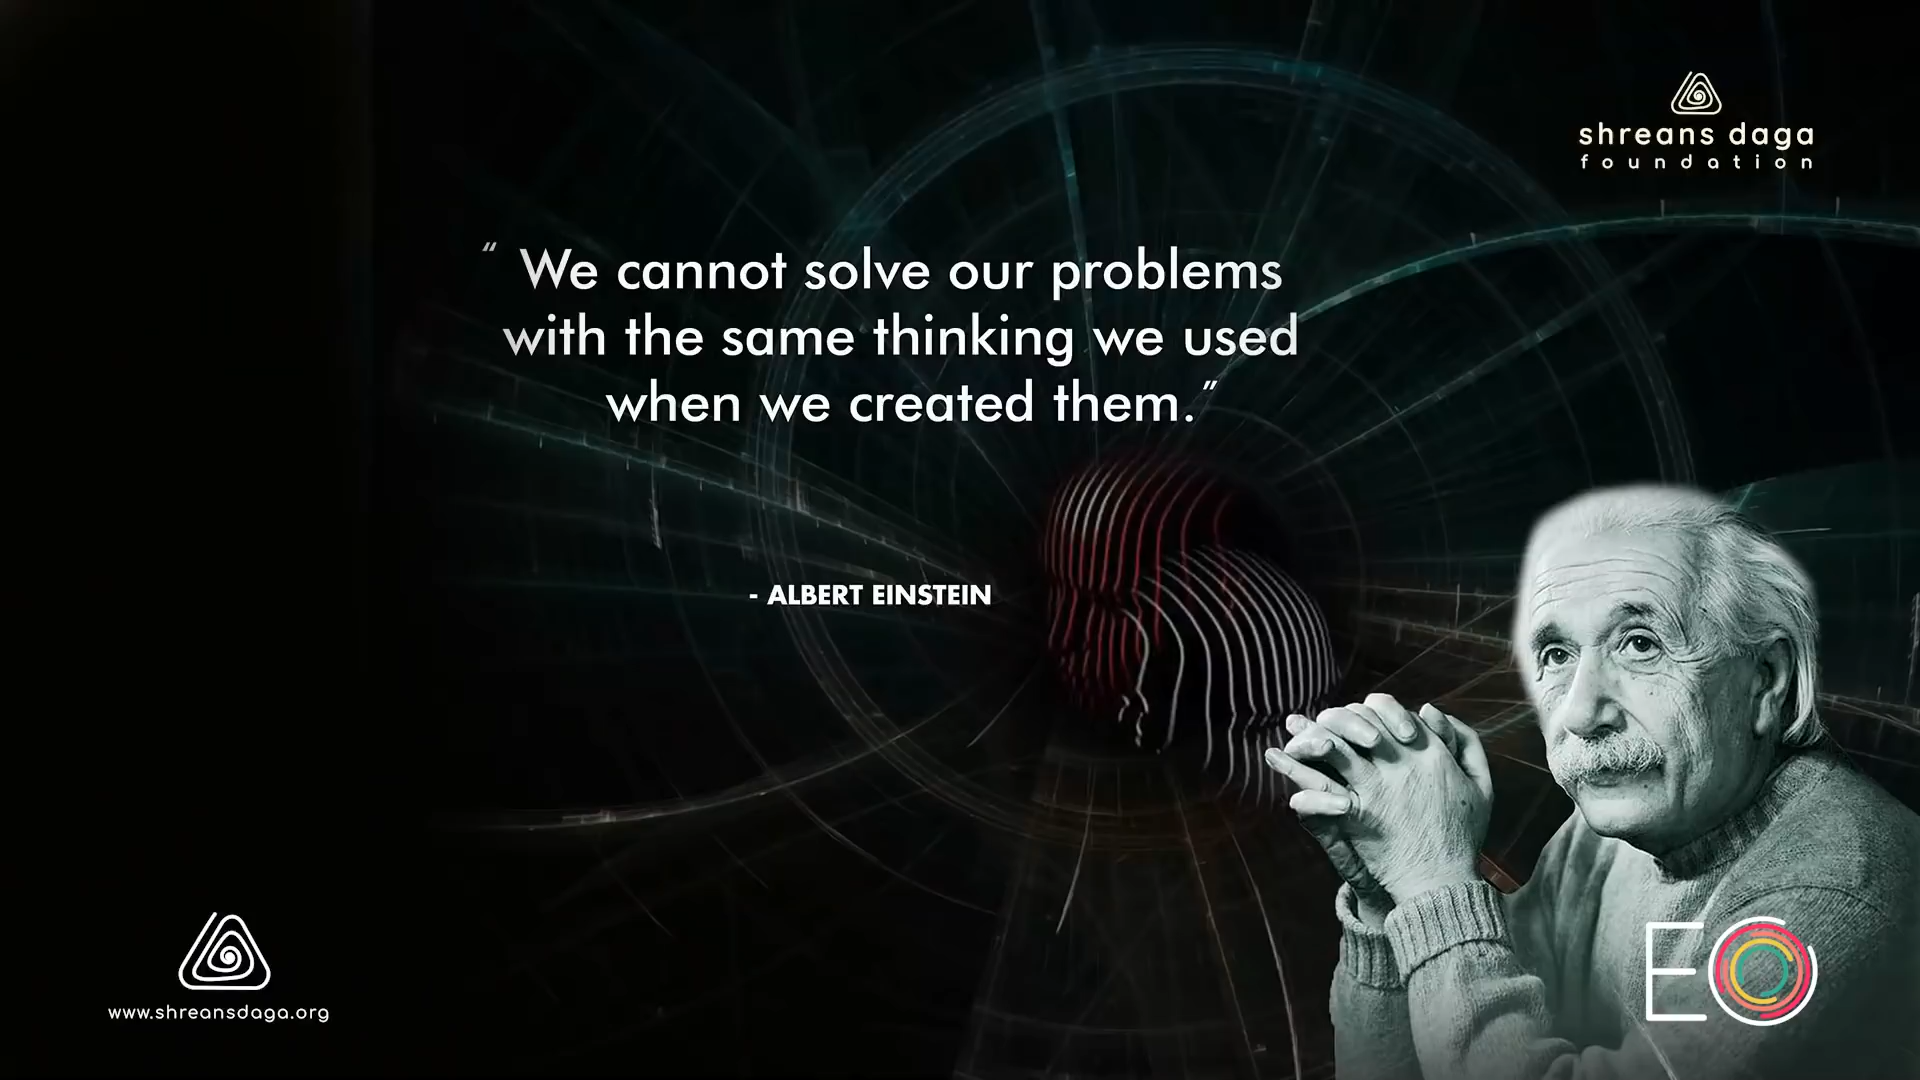 shreans daga
foundation
“ We cannot solve our problems
with the same thinking we used
when we created them.”
- ALBERT EINSTEIN
www.shreansdaga.org
EO